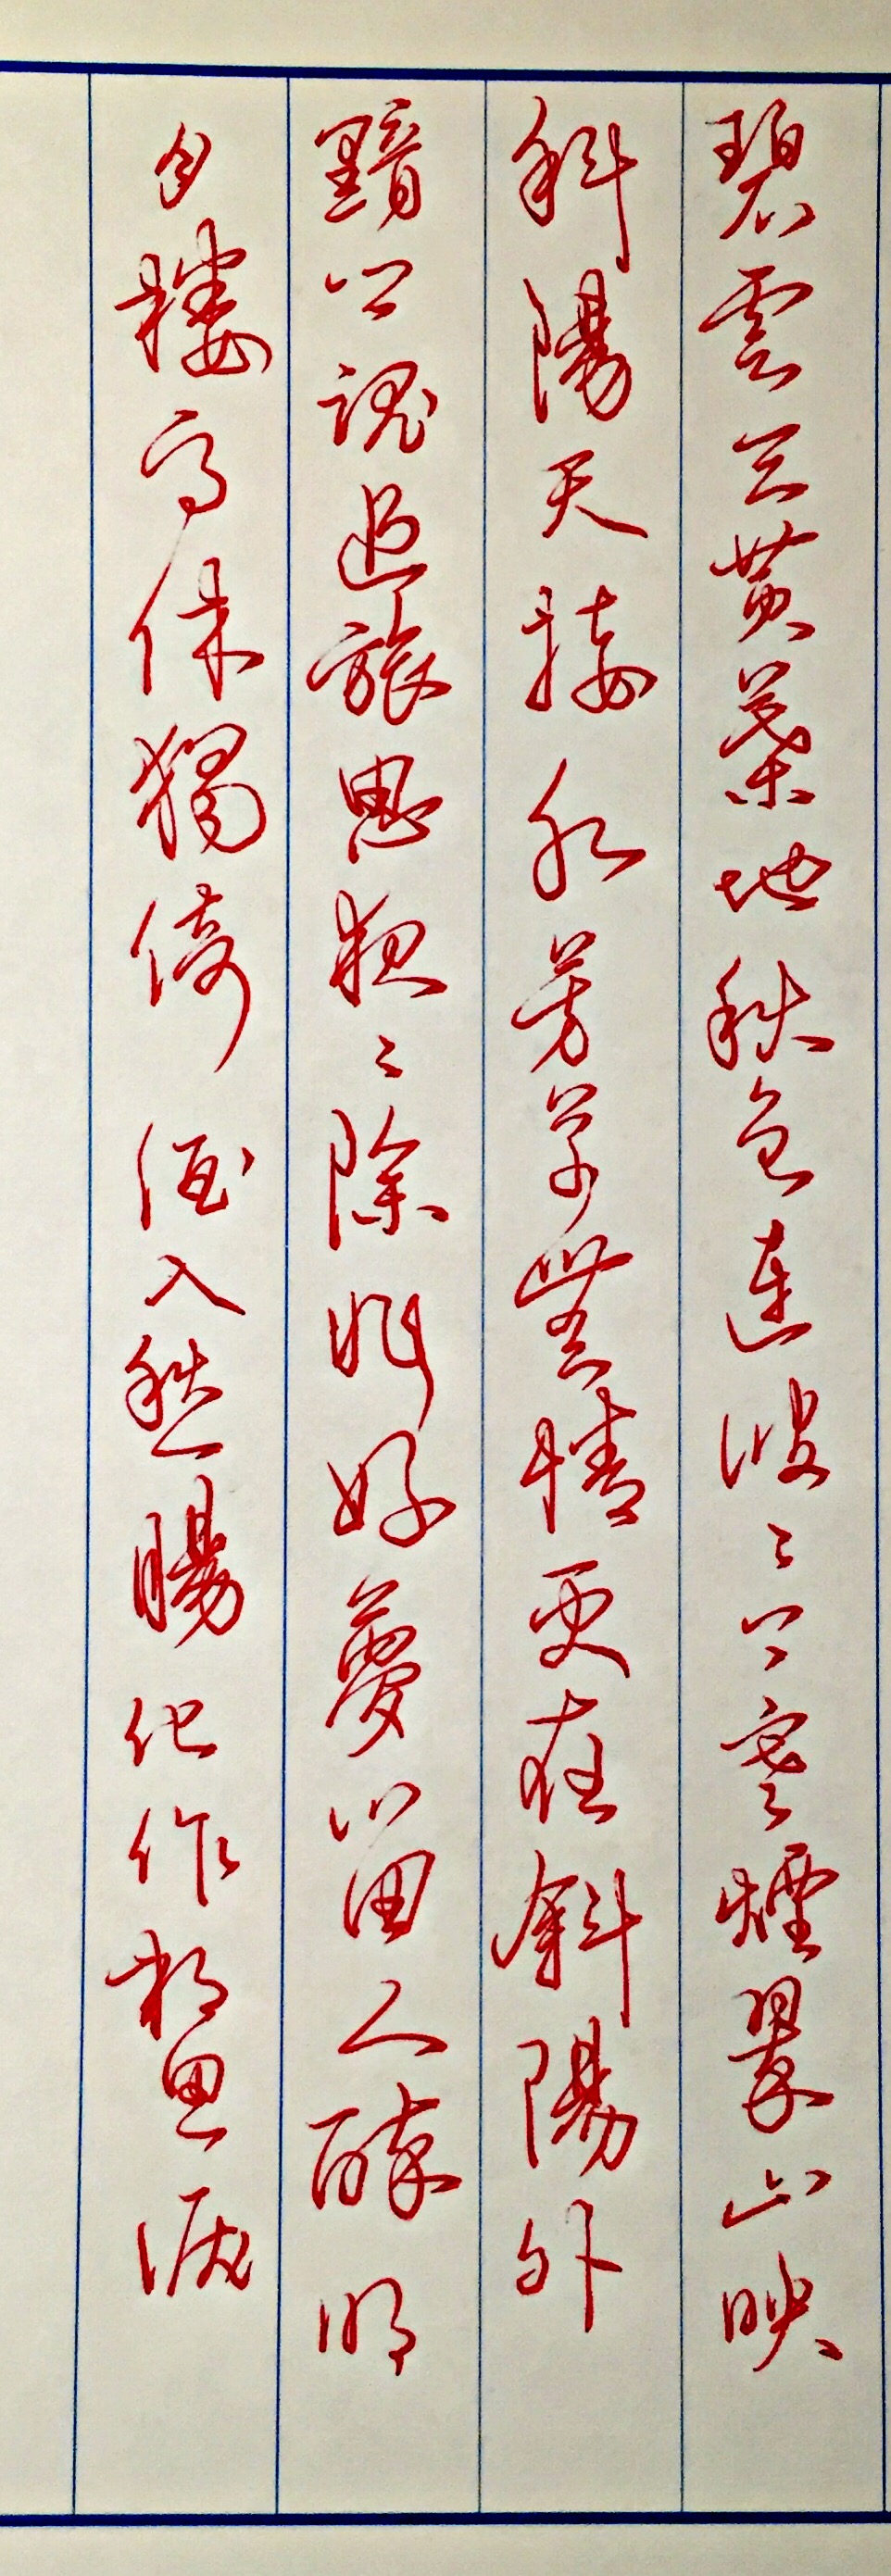 碧雲天黃葉地秋色連波〻上寒煙翠山映
斜陽天接水芳草無情更在斜陽外
黯鄉魂追旅思夜〻除非好夢留人醉明
月樓高休獨倚酒入愁腸化作相思淚